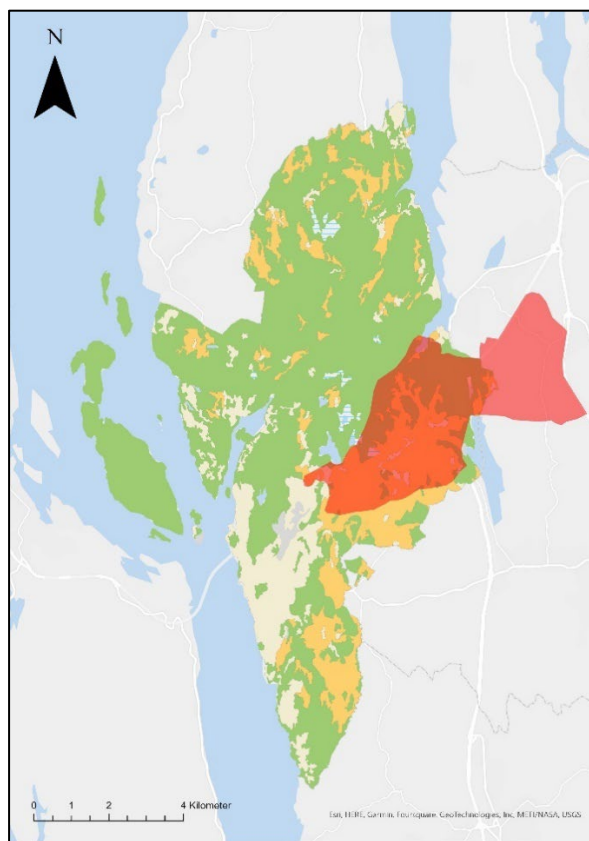 N
0 1 2 4 Kilometer
Esri, HERE, Garmin, Foursquare, GeoTechnologies, Inc, METI/NASA, USGS